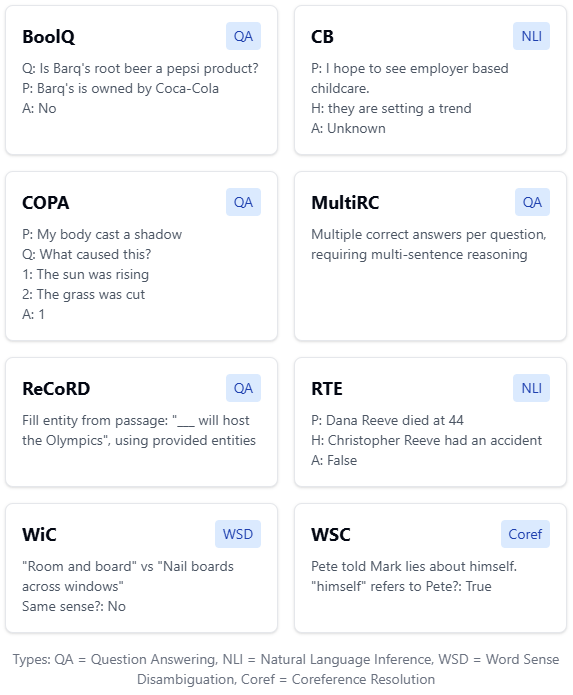 BoolQ
QA
Q: Is Barq's root beer a pepsi product?
P: Barq's is owned by Coca-Cola
A: No
CB
NLI
P: I hope to see employer based
childcare.
H: they are setting a trend
A: Unknown
COPA
QA
P: My body cast a shadow
Q: What caused this?
1: The sun was rising
2: The grass was cut
A: 1
MultiRC
QA
Multiple correct answers per question,
requiring multi-sentence reasoning
ReCoRD
QA
Fill entity from passage: "___ will host
the Olympics", using provided entities
RTE
NLI
P: Dana Reeve died at 44
H: Christopher Reeve had an accident
A: False
WiC
WSD
"Room and board" vs "Nail boards
across windows"
Same sense?: No
WSC
Coref
Pete told Mark lies about himself.
"himself" refers to Pete?: True
Types: QA = Question Answering, NLI = Natural Language Inference, WSD = Word Sense
Disambiguation, Coref = Coreference Resolution